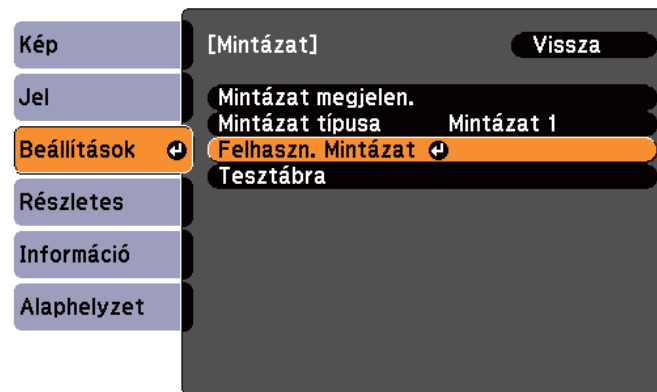 Kép
Jel
Beállítások
Részletes
Információ
Alaphelyzet
[Mintázat] Vissza
Mintázat megjelen.
Mintázat típusa Mintázat 1
Felhaszn. Mintázat
Tesztábra